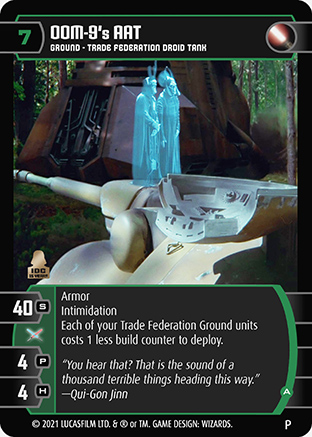 7
OOM-9's AAT
GROUND - TRADE FEDERATION DROID TANK
40 S
4 P
4 H
Armor
Intimidation
Each of your Trade Federation Ground units
costs 1 less build counter to deploy.
“You hear that? That is the sound of a
thousand terrible things heading this way.”
—Qui-Gon Jinn
A
© 2021 LUCASFILM LTD. & ® OR TM. GAME DESIGN: WIZARDS.
P